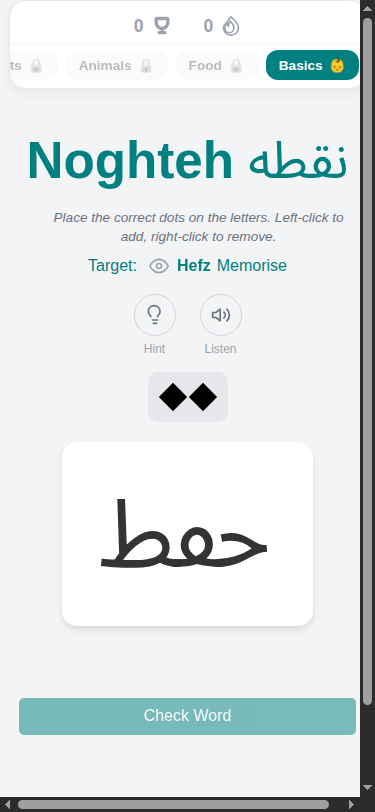 0 🏆 0
ts 🔒 Animals 🔒 Food 🔒 Basics 👶
Noghteh نقطه
Place the correct dots on the letters. Left-click to
add, right-click to remove.
Target: Hefz Memorise
Hint Listen
◆◆
حفط
Check Word